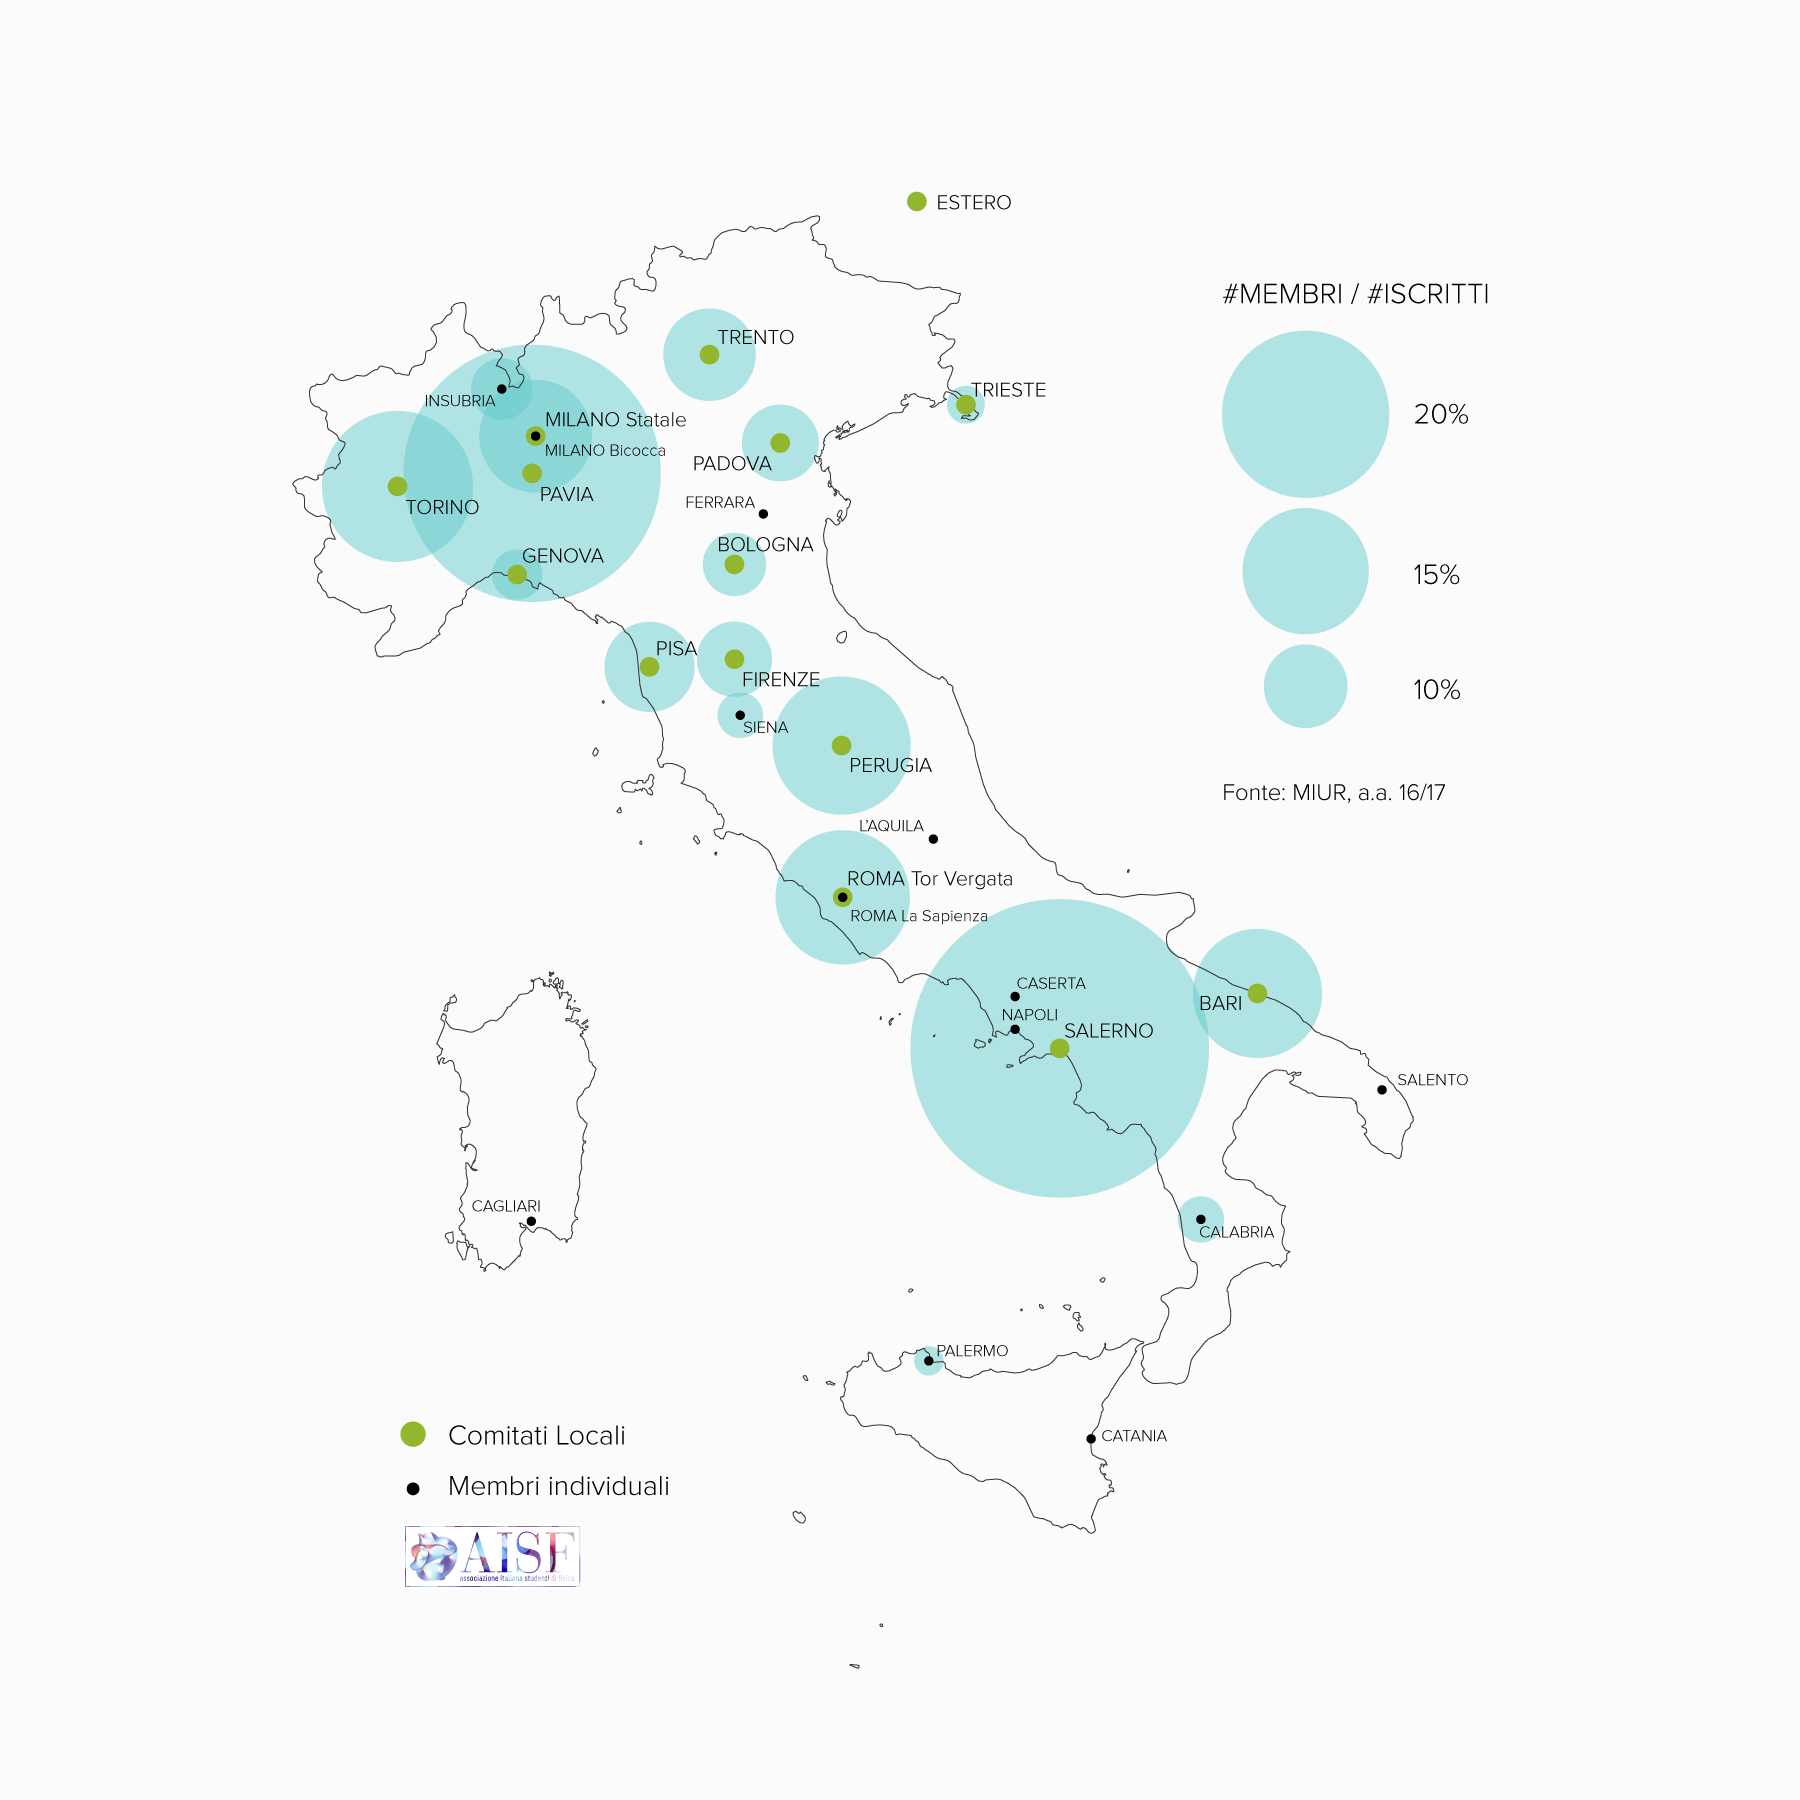 ESTERO
#MEMBRI / #ISCRITTI
TRENTO
TRIESTE
INSUBRIA
20%
MILANO Statale
MILANO Bicocca
PADOVA
PAVIA
FERRARA
TORINO
BOLOGNA
GENOVA
15%
PISA
FIRENZE
10%
SIENA
PERUGIA
Fonte: MIUR, a.a. 16/17
L'AQUILA
ROMA Tor Vergata
ROMA La Sapienza
CASERTA
BARI
NAPOLI
SALERNO
SALENTO
CAGLIARI
CALABRIA
PALERMO
CATANIA
Comitati Locali
Membri individuali
AISF
associazione italiana studenti di fisica